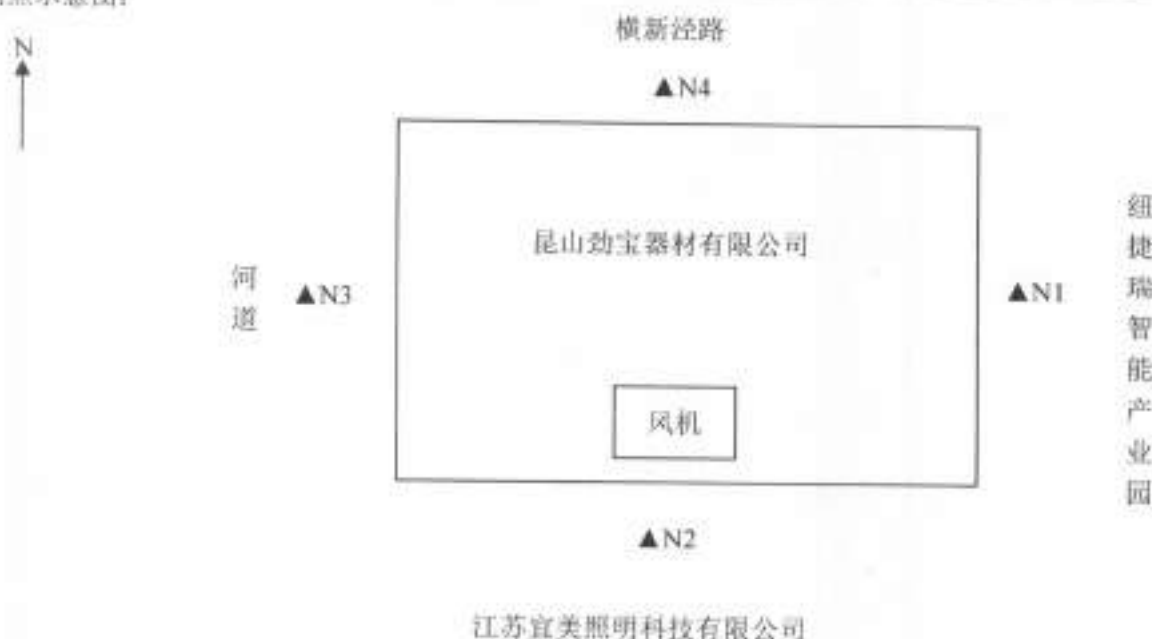 N
横新泾路
▲N4
昆山劲宝器材有限公司
河道
▲N3
▲N1
纽捷瑞智能产业园
风机
▲N2
江苏宜美照明科技有限公司